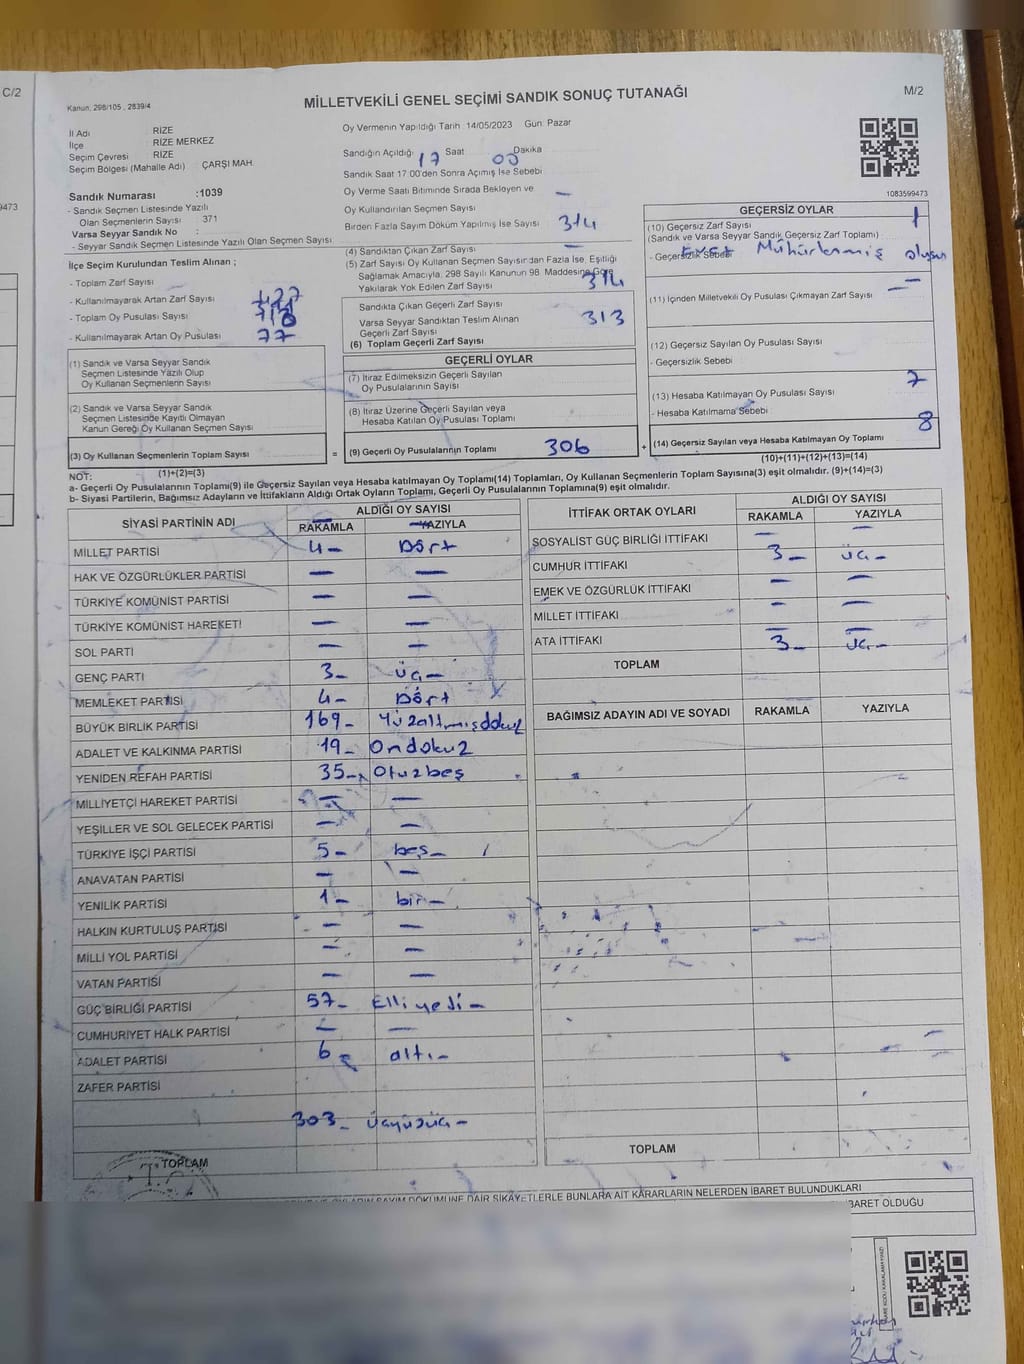 C/2
Kanun, 298/105 , 2839/4
MİLLETVEKİLİ GENEL SEÇİMİ SANDIK SONUÇ TUTANAĞI
M/2
İl Adı RİZE
İlçe RİZE MERKEZ
Seçim Çevresi RİZE
Seçim Bölgesi (Mahalle Adı) ÇARŞI MAH.
Sandık Numarası :1039
- Sandık Seçmen Listesinde Yazılı
Olan Seçmenlerin Sayısı : 371
Varsa Seyyar Sandık No :
- Seyyar Sandık Seçmen Listesinde Yazılı Olan Seçmen Sayısı
Oy Vermenin Yapıldığı Tarih :14/05/2023 Gün: Pazar
Sandığın Açıldığı 17 Saat 00 Dakika
Sandık Saat 17:00'den Sonra Açımış İse Sebebi
Oy Verme Saati Bitiminde Sırada Bekleyen ve –
Oy Kullandırılan Seçmen Sayısı
Birden Fazla Sayım Döküm Yapılmış İse Sayısı 314
(4) Sandıktan Çıkan Zarf Sayısı –
(5) Zarf Sayısı Oy Kullanan Seçmen Sayısından Fazla İse, Eşitliği
Sağlamak Amacıyla, 298 Sayılı Kanunun 98. Maddesine Göre
Yakılarak Yok Edilen Zarf Sayısı 314
1083599473
9473
İlçe Seçim Kurulundan Teslim Alınan ;
- Toplam Zarf Sayısı
- Kullanılmayarak Artan Zarf Sayısı
- Toplam Oy Pusulası Sayısı
- Kullanılmayarak Artan Oy Pusulası 77
Sandıkta Çıkan Geçerli Zarf Sayısı
Varsa Seyyar Sandıktan Teslim Alınan 313
Geçerli Zarf Sayısı
(6) Toplam Geçerli Zarf Sayısı
GEÇERSİZ OYLAR
(10) Geçersiz Zarf Sayısı 1
(Sandık ve Varsa Seyyar Sandık Geçersiz Zarf Toplamı)
- Geçersizlik Sebebi Mühürlenmiş
(11) İçinden Milletvekili Oy Pusulası Çıkmayan Zarf Sayısı –
(12) Geçersiz Sayılan Oy Pusulası Sayısı
- Geçersizlik Sebebi
(13) Hesaba Katılmayan Oy Pusulası Sayısı 7
- Hesaba Katılmama Sebebi
(14) Geçersiz Sayılan veya Hesaba Katılmayan Oy Toplamı 8
(10)+(11)+(12)+(13)=(14)
(1) Sandık ve Varsa Seyyar Sandık
Seçmen Listesinde Yazılı Olup
Oy Kullanan Seçmenlerin Sayısı
(2) Sandık ve Varsa Seyyar Sandık
Seçmen Listesinde Kayıtlı Olmayan
Kanun Gereği Oy Kullanan Seçmen Sayısı
(3) Oy Kullanan Seçmenlerin Toplam Sayısı =
(1)+(2)=(3)
GEÇERLİ OYLAR
(7) İtiraz Edilmeksizin Geçerli Sayılan
Oy Pusulalarının Sayısı
(8) İtiraz Üzerine Geçerli Sayılan veya
Hesaba Katılan Oy Pusulası Toplamı
(9) Geçerli Oy Pusulalarının Toplamı 306 +
NOT:
a- Geçerli Oy Pusulası Toplamı(9) ile Geçersiz Sayılan veya Hesaba katılmayan Oy Toplamı(14) Toplamları, Oy Kullanan Seçmenlerin Toplam Sayısına(3) eşit olmalıdır. (9)+(14)=(3)
b- Siyasi Partilerin, Bağımsız Adayların ve İttifakların Aldığı Ortak Oyların Toplamı, Geçerli Oy Pusulalarının Toplamına(9) eşit olmalıdır.
SİYASİ PARTİNİN ADI ALDIĞI OY SAYISI
RAKAMLA YAZIYLA
MİLLET PARTİSİ 4– Dört
HAK VE ÖZGÜRLÜKLER PARTİSİ – –
TÜRKİYE KOMÜNİST PARTİSİ – –
TÜRKİYE KOMÜNİST HAREKETİ – –
SOL PARTİ – –
GENÇ PARTİ 3– üç–
MEMLEKET PARTİSİ 4– Dört
BÜYÜK BİRLİK PARTİSİ 169– Yüzaltmışdokuz
ADALET VE KALKINMA PARTİSİ 19– Ondokuz
YENİDEN REFAH PARTİSİ 35– Otuzbeş
MİLLİYETÇİ HAREKET PARTİSİ – –
YEŞİLLER VE SOL GELECEK PARTİSİ – –
TÜRKİYE İŞÇİ PARTİSİ 5– beş–
ANAVATAN PARTİSİ – –
YENİLİK PARTİSİ 1– bir–
HALKIN KURTULUŞ PARTİSİ – –
MİLLİ YOL PARTİSİ – –
VATAN PARTİSİ – –
GÜÇ BİRLİĞİ PARTİSİ 57– Elliyedi–
CUMHURİYET HALK PARTİSİ – –
ADALET PARTİSİ 6– altı–
ZAFER PARTİSİ
303– üçyüzüç–
TOPLAM
İTTİFAK ORTAK OYLARI ALDIĞI OY SAYISI
RAKAMLA YAZIYLA
SOSYALİST GÜÇ BİRLİĞİ İTTİFAKI – –
CUMHUR İTTİFAKI 3– üç–
EMEK VE ÖZGÜRLÜK İTTİFAKI – –
MİLLET İTTİFAKI – –
ATA İTTİFAKI 3– üç–
TOPLAM
BAĞIMSIZ ADAYIN ADI VE SOYADI RAKAMLA YAZIYLA
TOPLAM
OYLARIN SAYIM DÖKÜMÜNE DAİR ŞİKAYETLERLE BUNLARA AİT KARARLARIN NELERDEN İBARET BULUNDUKLARI
İBARET OLDUĞU